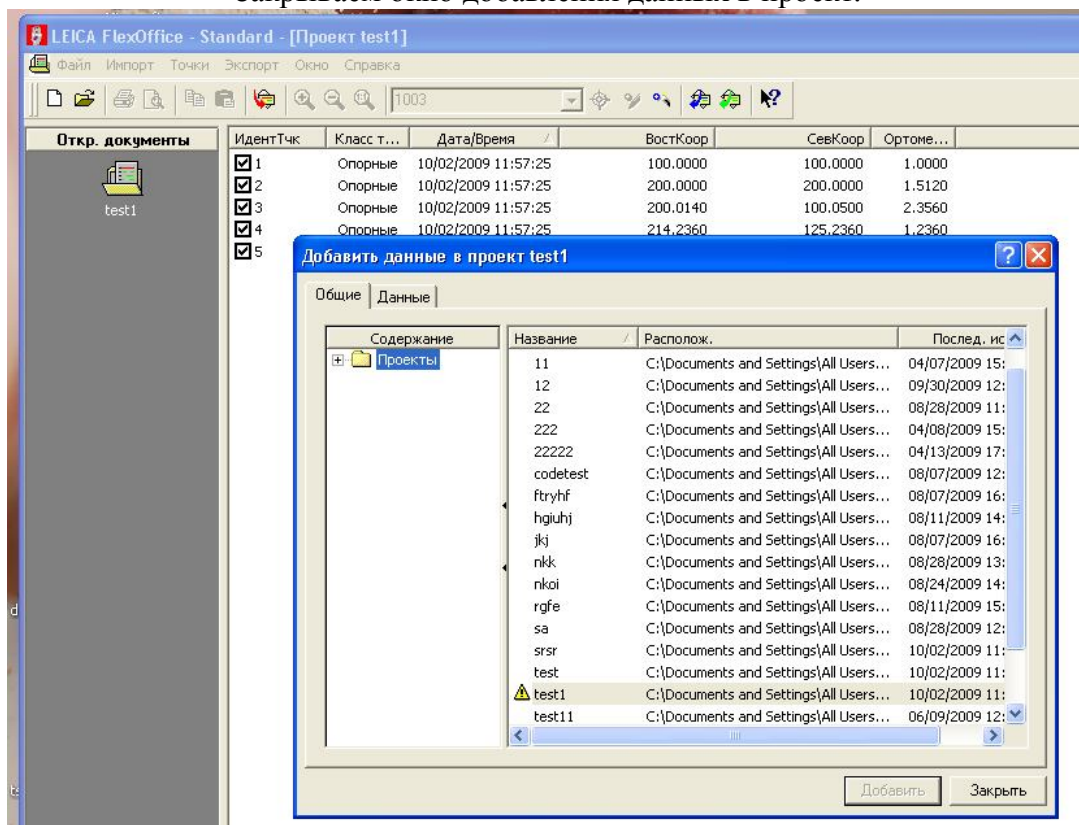 LEICA FlexOffice - Standard - [Проект test1]
Файл Импорт Точки Экспорт Окно Справка
1003
Откр. документы
test1
ИдентТчк Класс т... Дата/Время ВостКоор СевКоор Ортоме...
1 Опорные 10/02/2009 11:57:25 100.0000 100.0000 1.0000
2 Опорные 10/02/2009 11:57:25 200.0000 200.0000 1.5120
3 Опорные 10/02/2009 11:57:25 200.0140 100.0500 2.3560
4 Опорные 10/02/2009 11:57:25 214.2360 125.2360 1.2360
5
Добавить данные в проект test1
Общие Данные
Содержание
Проекты
Название Располож. Послед. ис
11 C:\Documents and Settings\All Users... 04/07/2009 15:
12 C:\Documents and Settings\All Users... 09/30/2009 12:
22 C:\Documents and Settings\All Users... 08/28/2009 11:
222 C:\Documents and Settings\All Users... 04/08/2009 15:
22222 C:\Documents and Settings\All Users... 04/13/2009 17:
codetest C:\Documents and Settings\All Users... 08/07/2009 12:
ftryhf C:\Documents and Settings\All Users... 08/07/2009 16:
hgiuhj C:\Documents and Settings\All Users... 08/11/2009 14:
jkj C:\Documents and Settings\All Users... 08/07/2009 16:
nkk C:\Documents and Settings\All Users... 08/28/2009 13:
nkoi C:\Documents and Settings\All Users... 08/24/2009 14:
rgfe C:\Documents and Settings\All Users... 08/11/2009 15:
sa C:\Documents and Settings\All Users... 08/28/2009 12:
srsr C:\Documents and Settings\All Users... 10/02/2009 11:
test C:\Documents and Settings\All Users... 10/02/2009 11:
test1 C:\Documents and Settings\All Users... 10/02/2009 11:
test11 C:\Documents and Settings\All Users... 06/09/2009 12:
Добавить Закрыть